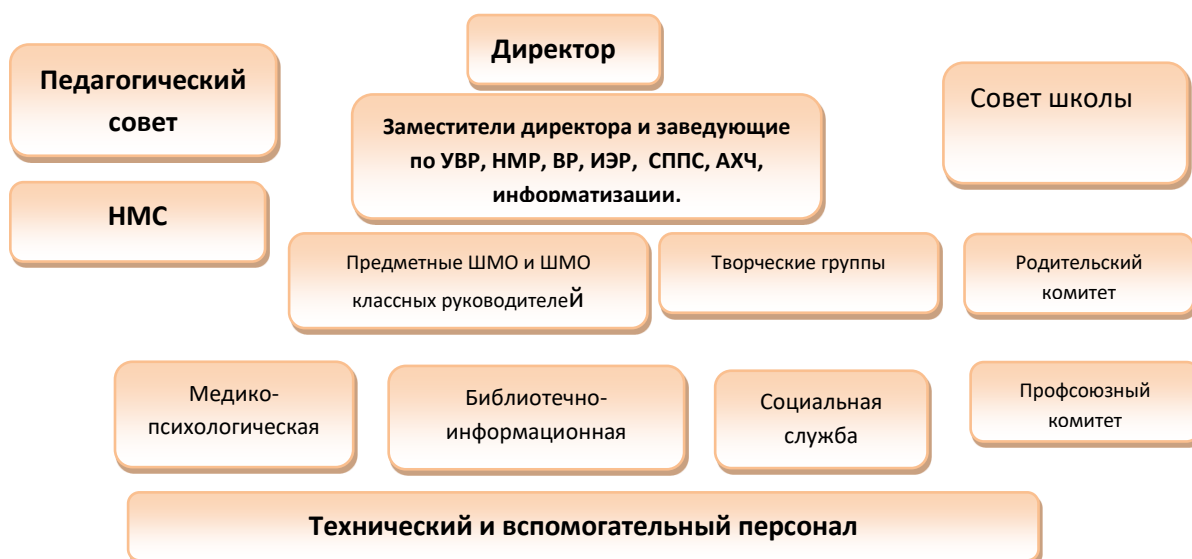 Директор
Педагогический
совет
Совет школы
Заместители директора и заведующие
по УВР, НМР, ВР, ИЭР, СППС, АХЧ,
информатизации.
НМС
Предметные ШМО и ШМО
классных руководителей
Творческие группы
Родительский
комитет
Медико-
психологическая
Библиотечно-
информационная
Социальная
служба
Профсоюзный
комитет
Технический и вспомогательный персонал